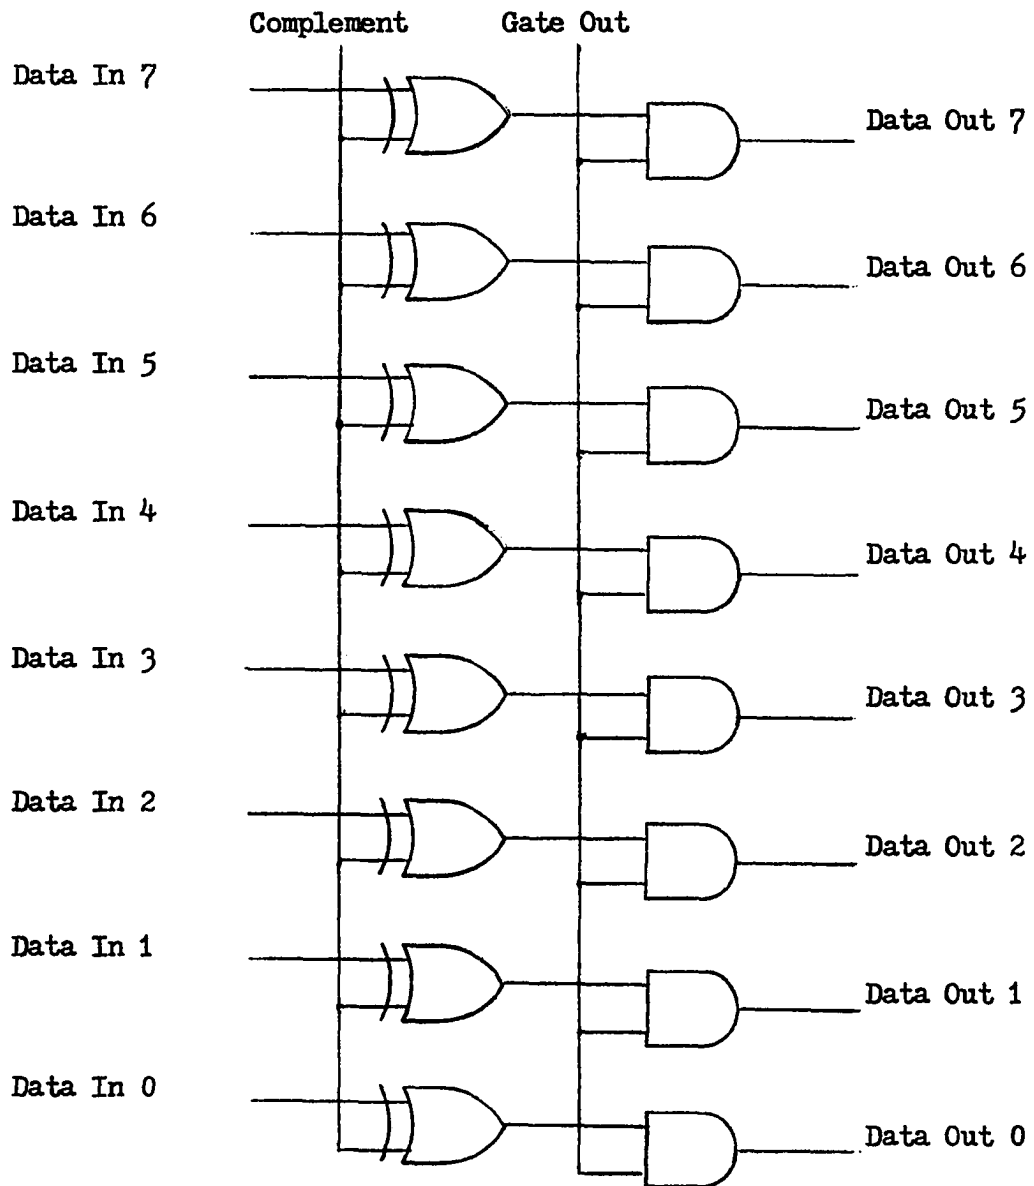 Complement
Gate Out
Data In 7
Data Out 7
Data In 6
Data Out 6
Data In 5
Data Out 5
Data In 4
Data Out 4
Data In 3
Data Out 3
Data In 2
Data Out 2
Data In 1
Data Out 1
Data In 0
Data Out 0